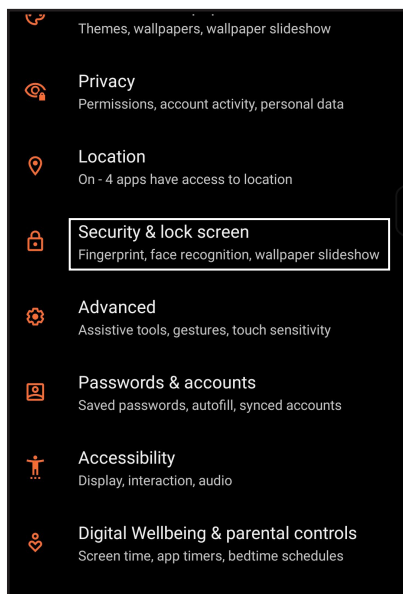 Themes, wallpapers, wallpaper slideshow
Privacy
Permissions, account activity, personal data
Location
On - 4 apps have access to location
Security & lock screen
Fingerprint, face recognition, wallpaper slideshow
Advanced
Assistive tools, gestures, touch sensitivity
Passwords & accounts
Saved passwords, autofill, synced accounts
Accessibility
Display, interaction, audio
Digital Wellbeing & parental controls
Screen time, app timers, bedtime schedules